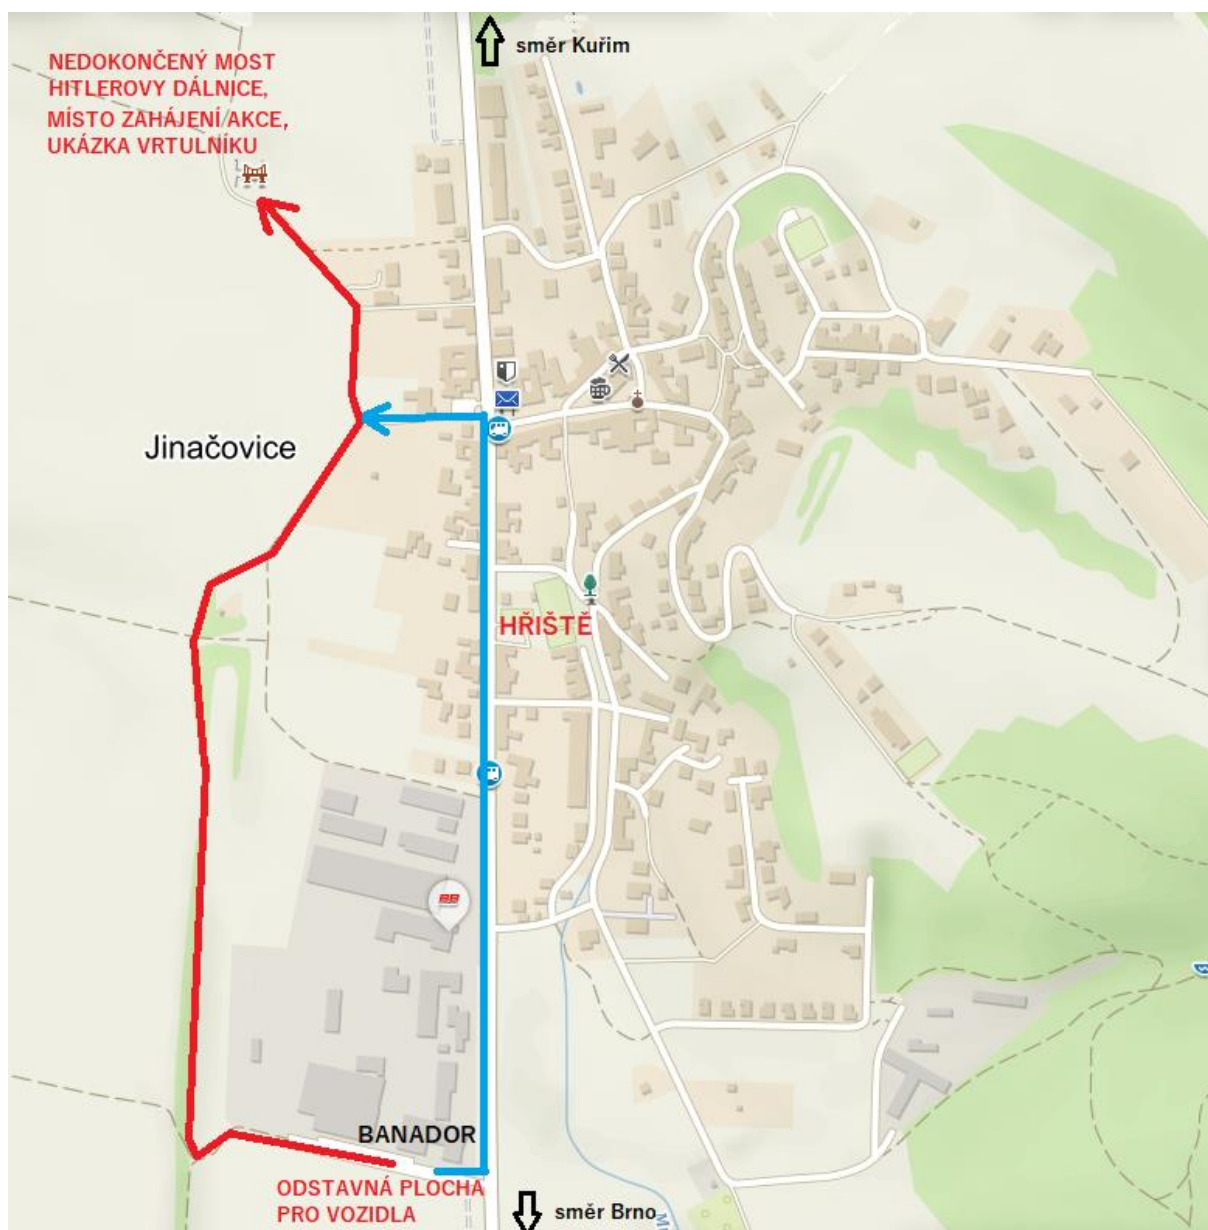 směr Kuřim
NEDOKONČENÝ MOST
HITLEROVY DÁLNICE,
MÍSTO ZAHÁJENÍ AKCE,
UKÁZKA VRTULNÍKU
Jinačovice
HŘIŠTĚ
BB
BANADOR
ODSTAVNÁ PLOCHA
PRO VOZIDLA
směr Brno